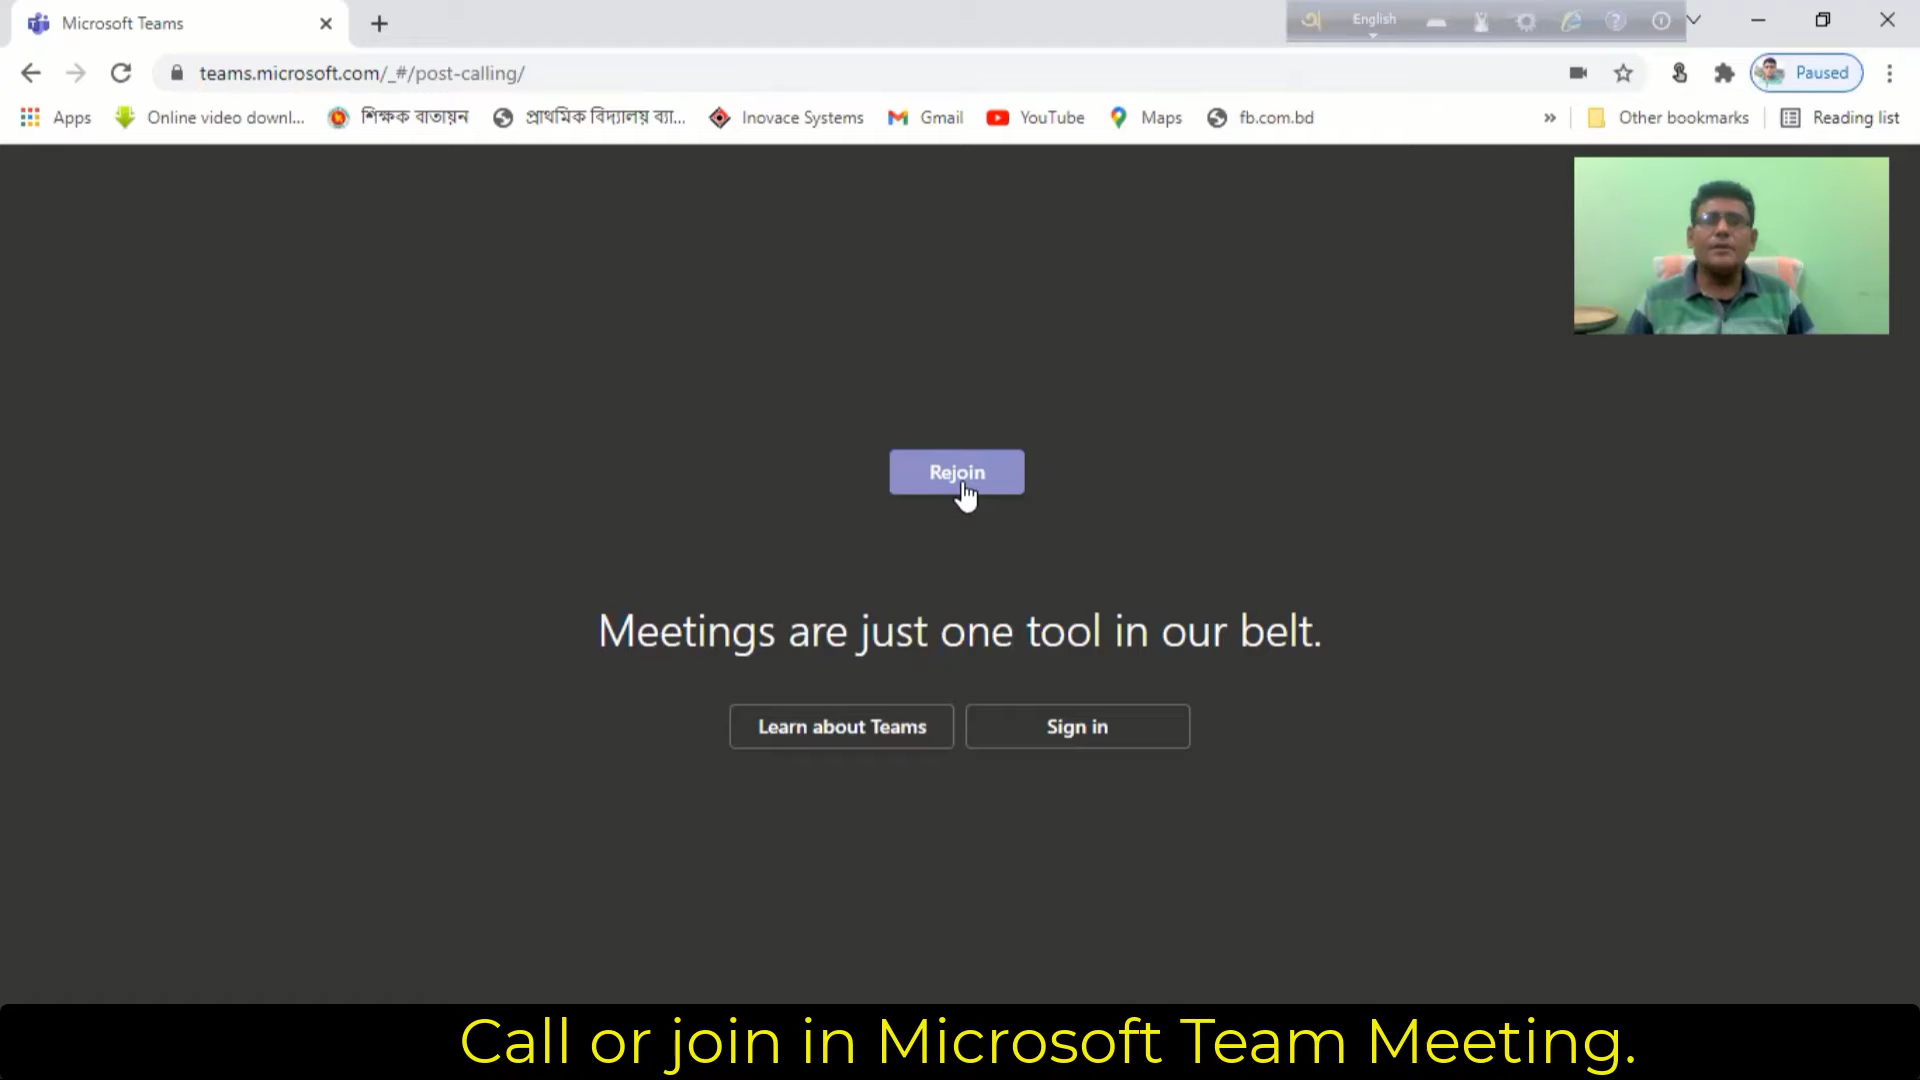 Microsoft Teams
English
teams.microsoft.com/_#/post-calling/
Paused
Apps
Online video downl...
শিক্ষক বাতায়ন
প্রাথমিক বিদ্যালয় ব্যা...
Inovace Systems
Gmail
YouTube
Maps
fb.com.bd
Other bookmarks
Reading list
Rejoin
Meetings are just one tool in our belt.
Learn about Teams
Sign in
Call or join in Microsoft Team Meeting.